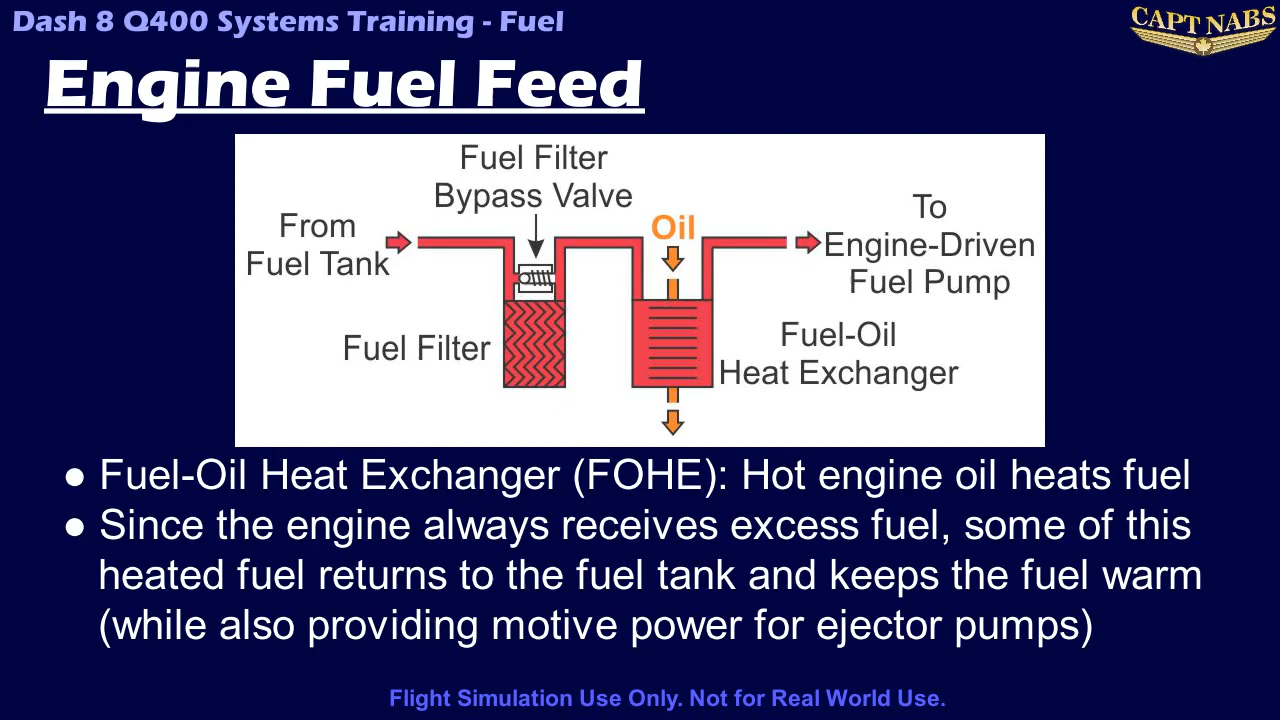 Dash 8 Q400 Systems Training - Fuel
CAPT NABS
Engine Fuel Feed
Fuel Filter
Bypass Valve
From
Fuel Tank
Oil
To
Engine-Driven
Fuel Pump
Fuel Filter
Fuel-Oil
Heat Exchanger
● Fuel-Oil Heat Exchanger (FOHE): Hot engine oil heats fuel
● Since the engine always receives excess fuel, some of this
heated fuel returns to the fuel tank and keeps the fuel warm
(while also providing motive power for ejector pumps)
Flight Simulation Use Only. Not for Real World Use.